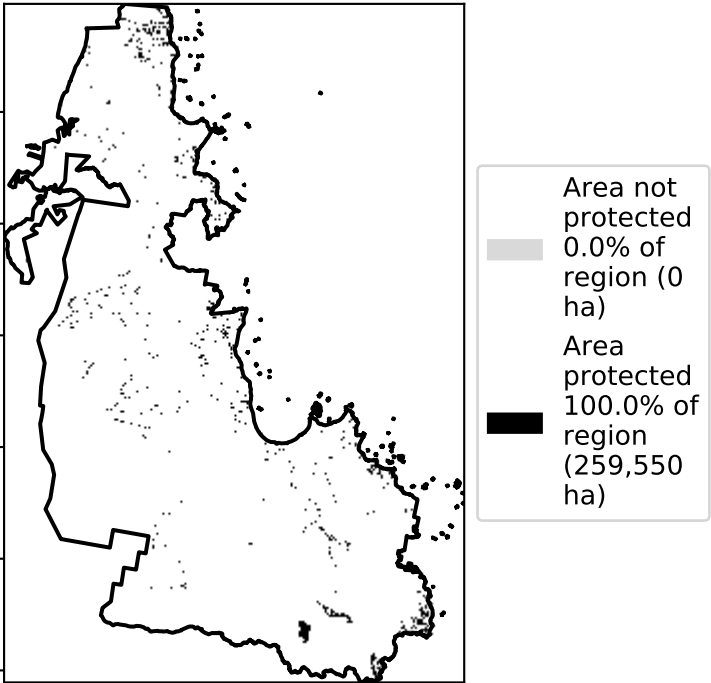 Area not
protected
0.0% of
region (0
ha)
Area
protected
100.0% of
region
(259,550
ha)